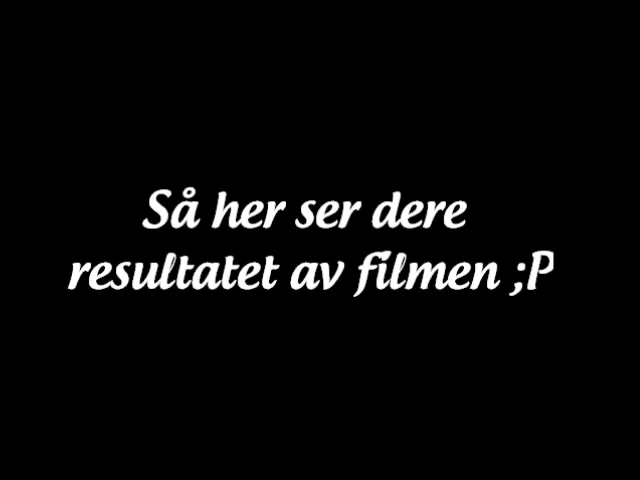 Så her ser dere
resultatet av filmen ;P